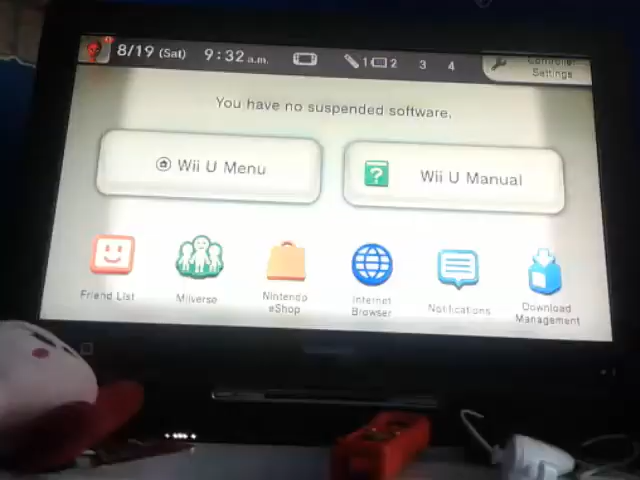 8/19 (Sat) 9:32 a.m. 1 2 3 4
Controller
Settings
You have no suspended software.
Wii U Menu
? Wii U Manual
Friend List
Miiverse
Nintendo
eShop
Internet
Browser
Notifications
Download
Management